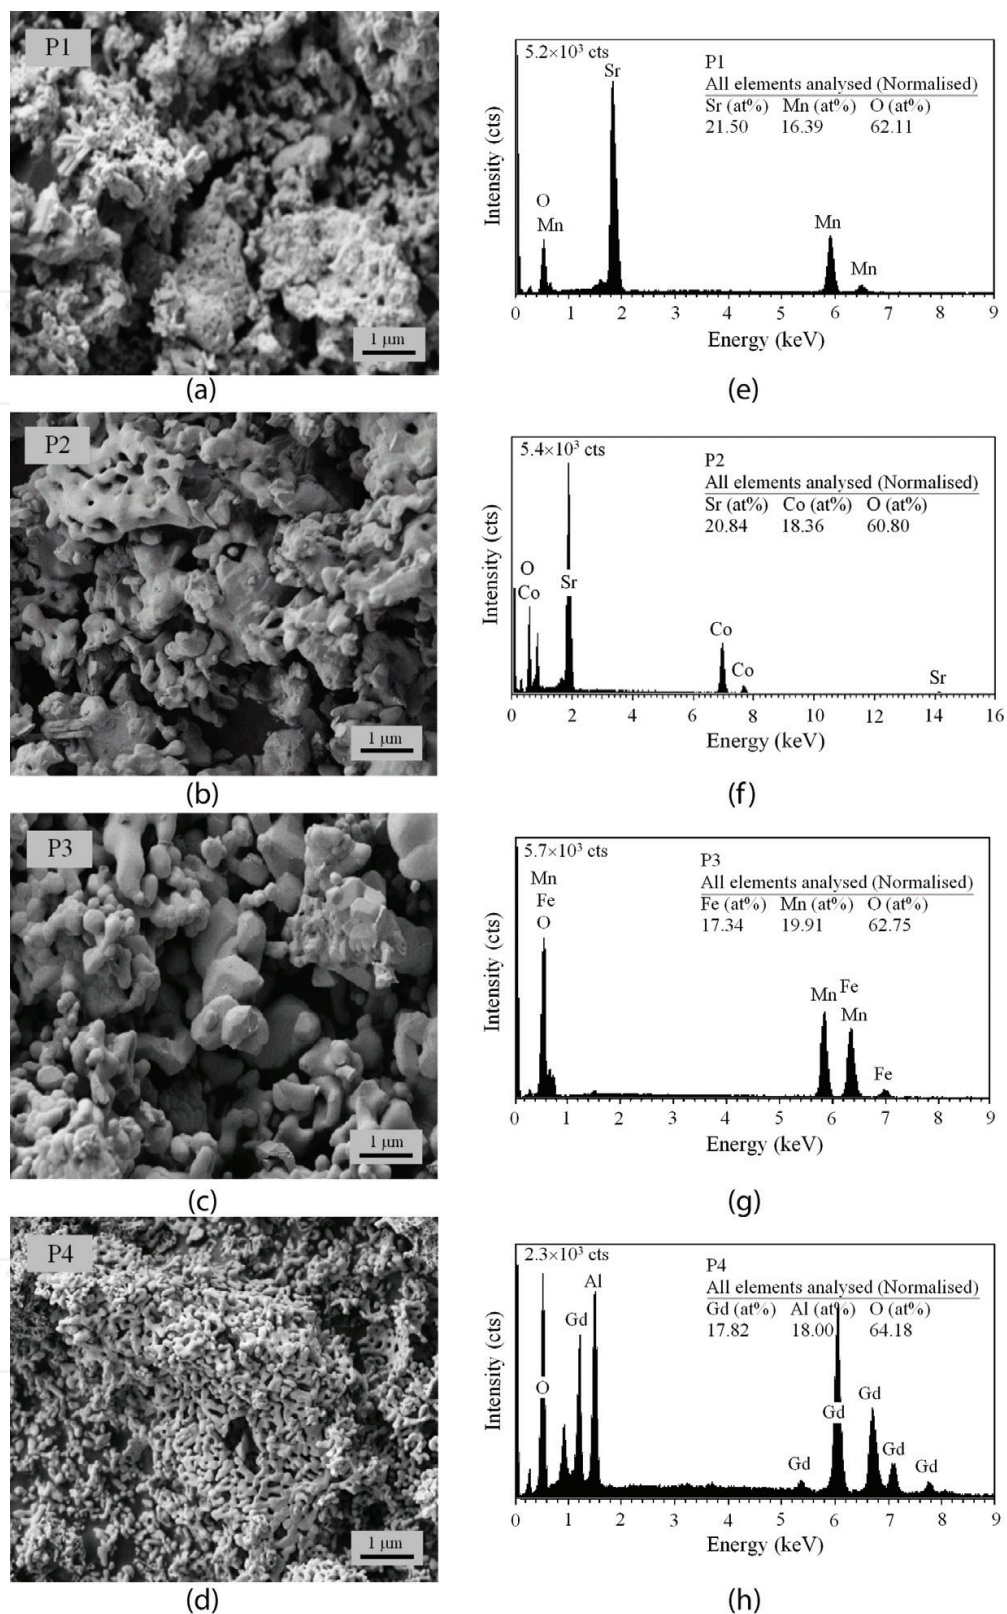 P1
1 μm
(a)
5.2×10³ cts
P1
All elements analysed (Normalised)
Sr (at%) Mn (at%) O (at%)
21.50 16.39 62.11
Sr
O
Mn
Mn
Mn
Intensity (cts)
0 1 2 3 4 5 6 7 8 9
Energy (keV)
(e)
P2
1 μm
(b)
5.4×10³ cts
P2
All elements analysed (Normalised)
Sr (at%) Co (at%) O (at%)
20.84 18.36 60.80
O
Co
Sr
Co
Co
Sr
Intensity (cts)
0 2 4 6 8 10 12 14 16
Energy (keV)
(f)
P3
1 μm
(c)
5.7×10³ cts
P3
All elements analysed (Normalised)
Fe (at%) Mn (at%) O (at%)
17.34 19.91 62.75
Mn
Fe
O
Mn
Fe
Mn
Fe
Intensity (cts)
0 1 2 3 4 5 6 7 8 9
Energy (keV)
(g)
P4
1 μm
(d)
2.3×10³ cts
P4
All elements analysed (Normalised)
Gd (at%) Al (at%) O (at%)
17.82 18.00 64.18
Al
Gd
O
Gd
Gd
Gd
Gd
Gd
Intensity (cts)
0 1 2 3 4 5 6 7 8 9
Energy (keV)
(h)